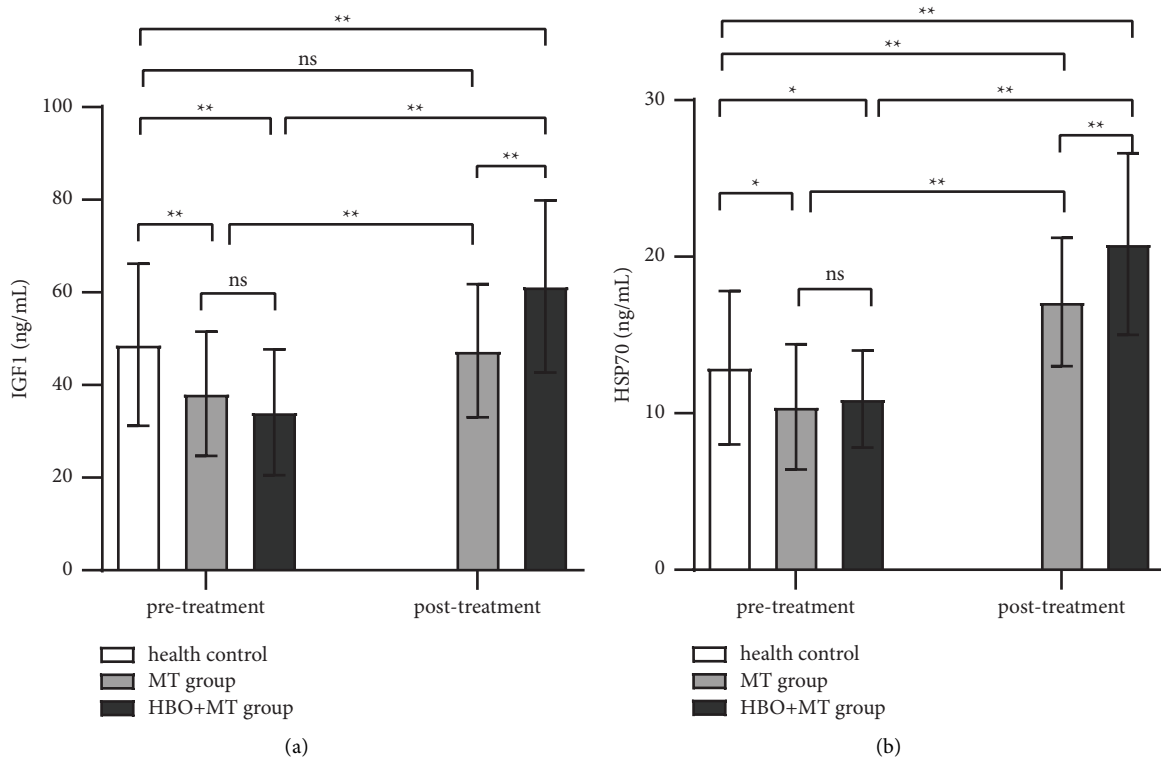 **
ns
**
**
**
**
**
ns
100
80
60
40
20
0
IGF1 (ng/mL)
pre-treatment
post-treatment
health control
MT group
HBO+MT group
(a)
**
**
*
**
**
*
**
ns
30
20
10
0
HSP70 (ng/mL)
pre-treatment
post-treatment
health control
MT group
HBO+MT group
(b)